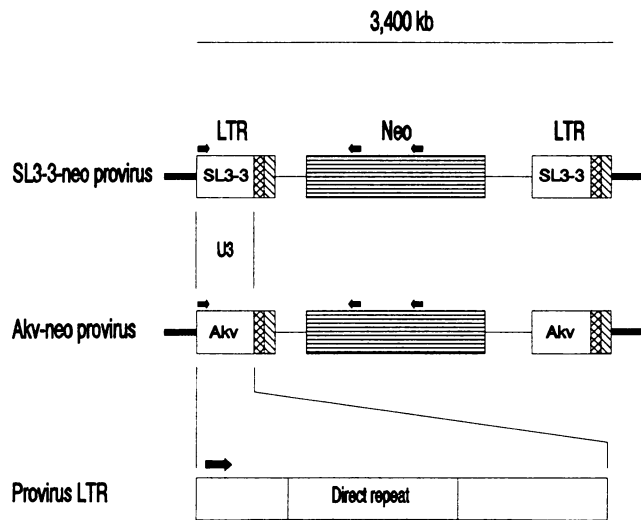 3,400 kb
LTR Neo LTR
SL3-3-neo provirus SL3-3 SL3-3
U3
Akv-neo provirus Akv Akv
Provirus LTR Direct repeat